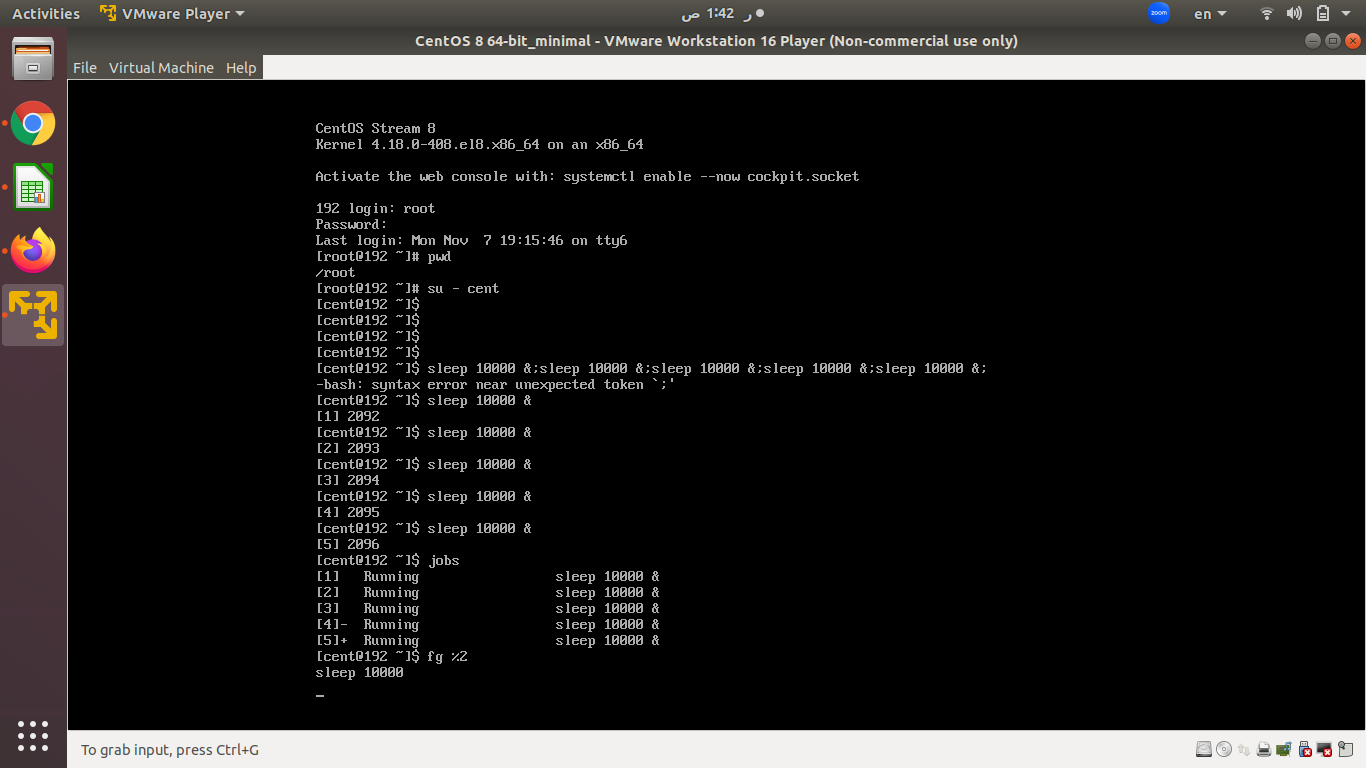 Activities VMware Player ر 1:42 ص zoom en
CentOS 8 64-bit_minimal - VMware Workstation 16 Player (Non-commercial use only)
File Virtual Machine Help
CentOS Stream 8
Kernel 4.18.0-408.el8.x86_64 on an x86_64
Activate the web console with: systemctl enable --now cockpit.socket
192 login: root
Password:
Last login: Mon Nov  7 19:15:46 on tty6
[root@192 ~]# pwd
/root
[root@192 ~]# su - cent
[cent@192 ~]$
[cent@192 ~]$
[cent@192 ~]$
[cent@192 ~]$
[cent@192 ~]$ sleep 10000 &;sleep 10000 &;sleep 10000 &;sleep 10000 &;sleep 10000 &;
-bash: syntax error near unexpected token `;'
[cent@192 ~]$ sleep 10000 &
[1] 2092
[cent@192 ~]$ sleep 10000 &
[2] 2093
[cent@192 ~]$ sleep 10000 &
[3] 2094
[cent@192 ~]$ sleep 10000 &
[4] 2095
[cent@192 ~]$ sleep 10000 &
[5] 2096
[cent@192 ~]$ jobs
[1]   Running                 sleep 10000 &
[2]   Running                 sleep 10000 &
[3]   Running                 sleep 10000 &
[4]-  Running                 sleep 10000 &
[5]+  Running                 sleep 10000 &
[cent@192 ~]$ fg %2
sleep 10000
_
To grab input, press Ctrl+G